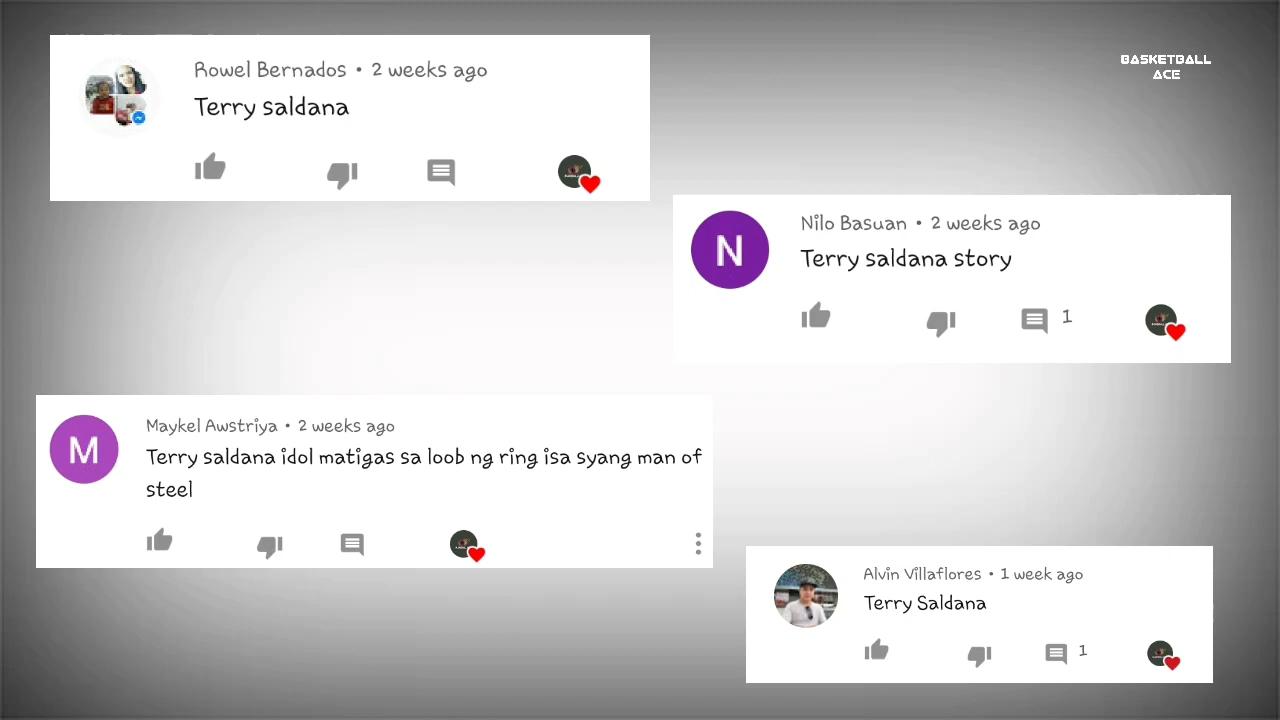 Rowel Bernados • 2 weeks ago
Terry saldana
BASKETBALL
ACE
Nilo Basuan • 2 weeks ago
N
Terry saldana story
1
Maykel Awstriya • 2 weeks ago
M
Terry saldana idol matigas sa loob ng ring isa syang man of
steel
Alvin Villaflores • 1 week ago
Terry Saldana
1